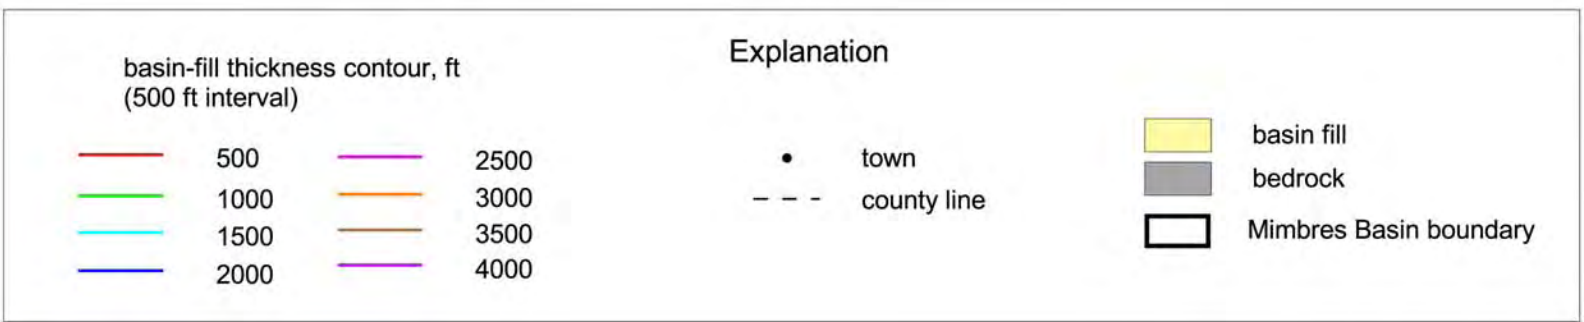 Explanation
basin-fill thickness contour, ft
(500 ft interval)
500
1000
1500
2000
2500
3000
3500
4000
town
county line
basin fill
bedrock
Mimbres Basin boundary